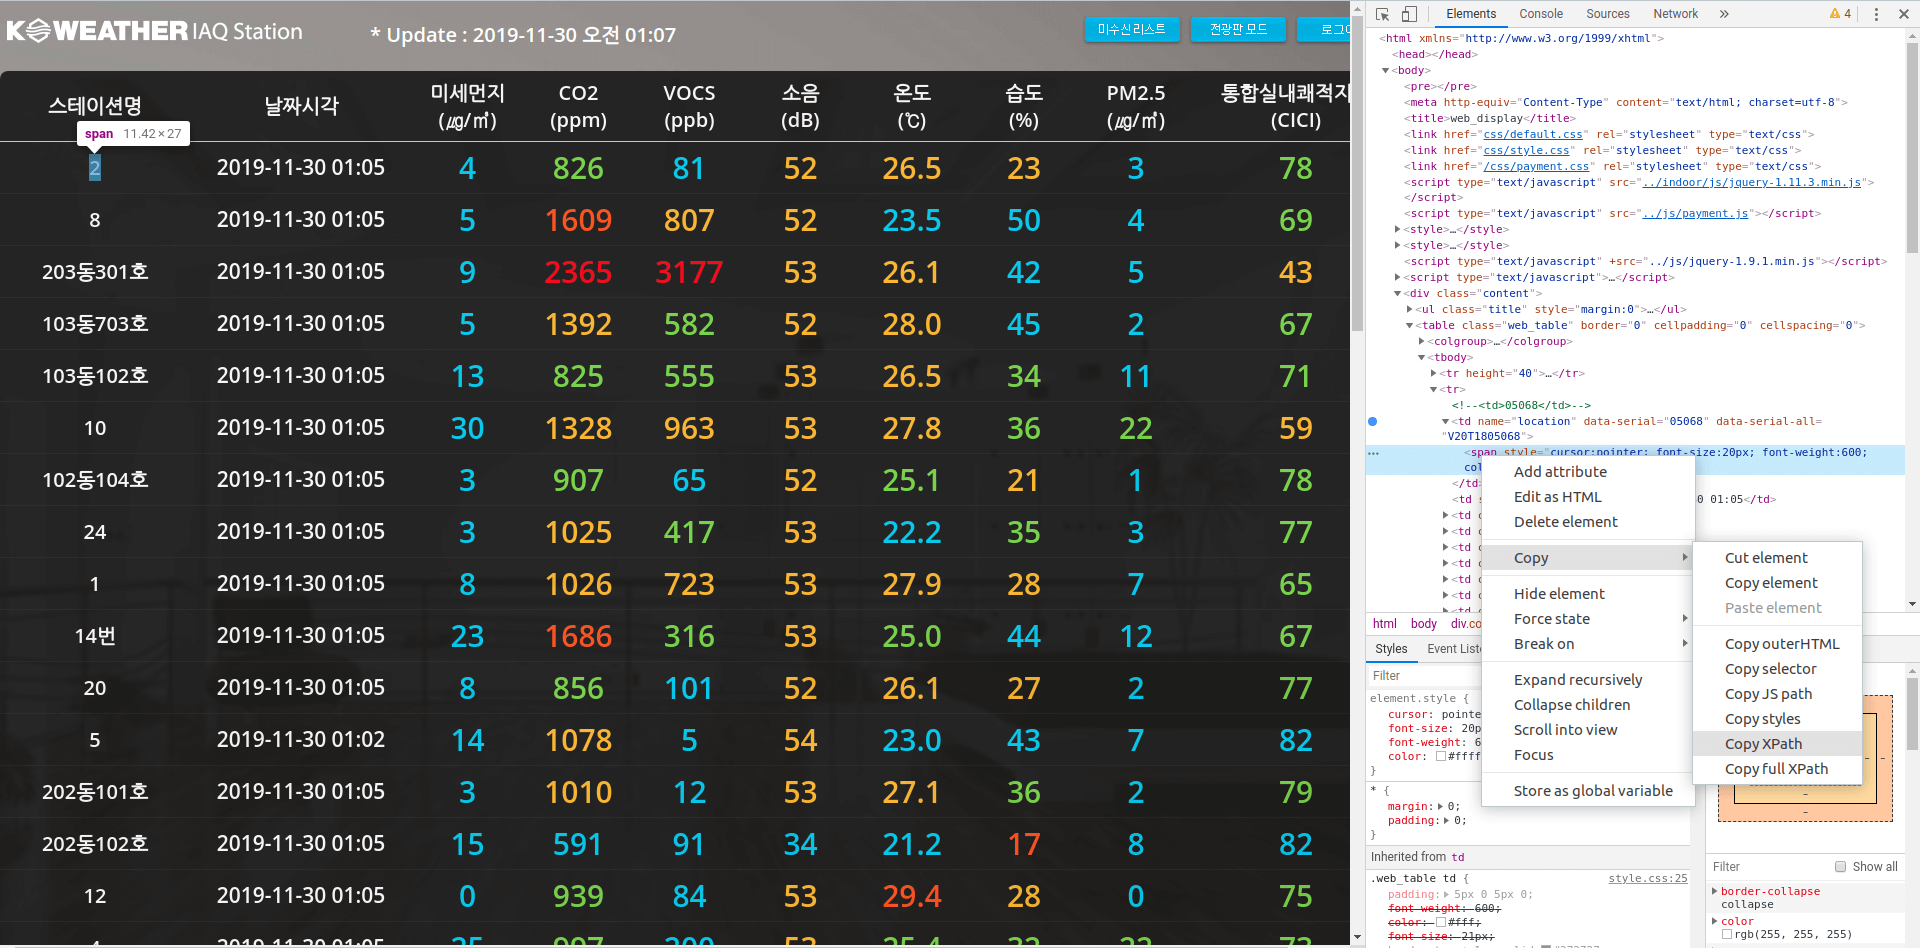 KWEATHER IAQ Station
* Update : 2019-11-30 오전 01:07
미수신리스트
전광판 모드
스테이션명 날짜시각 미세먼지 (㎍/㎥) CO2 (ppm) VOCS (ppb) 소음 (dB) 온도 (℃) 습도 (%) PM2.5 (㎍/㎥) 통합실내쾌적지 (CICI)
span 11.42 × 27
2 2019-11-30 01:05 4 826 81 52 26.5 23 3 78
8 2019-11-30 01:05 5 1609 807 52 23.5 50 4 69
203동301호 2019-11-30 01:05 9 2365 3177 53 26.1 42 5 43
103동703호 2019-11-30 01:05 5 1392 582 52 28.0 45 2 67
103동102호 2019-11-30 01:05 13 825 555 53 26.5 34 11 71
10 2019-11-30 01:05 30 1328 963 53 27.8 36 22 59
102동104호 2019-11-30 01:05 3 907 65 52 25.1 21 1 78
24 2019-11-30 01:05 3 1025 417 53 22.2 35 3 77
1 2019-11-30 01:05 8 1026 723 53 27.9 28 7 65
14번 2019-11-30 01:05 23 1686 316 53 25.0 44 12 67
20 2019-11-30 01:05 8 856 101 52 26.1 27 2 77
5 2019-11-30 01:02 14 1078 5 54 23.0 43 7 82
202동101호 2019-11-30 01:05 3 1010 12 53 27.1 36 2 79
202동102호 2019-11-30 01:05 15 591 91 34 21.2 17 8 82
12 2019-11-30 01:05 0 939 84 53 29.4 28 0 75
Elements Console Sources Network » ⚠ 4
<html xmlns="http://www.w3.org/1999/xhtml">
<head></head>
▼<body>
<pre></pre>
<meta http-equiv="Content-Type" content="text/html; charset=utf-8">
<title>web_display</title>
<link href="css/default.css" rel="stylesheet" type="text/css">
<link href="css/style.css" rel="stylesheet" type="text/css">
<link href="/css/payment.css" rel="stylesheet" type="text/css">
<script type="text/javascript" src="../indoor/js/jquery-1.11.3.min.js">
</script>
<script type="text/javascript" src="../js/payment.js"></script>
▶<style>…</style>
▶<style>…</style>
<script type="text/javascript" +src="../js/jquery-1.9.1.min.js"></script>
▶<script type="text/javascript">…</script>
▼<div class="content">
▶<ul class="title" style="margin:0">…</ul>
▼<table class="web_table" border="0" cellpadding="0" cellspacing="0">
▶<colgroup>…</colgroup>
▼<tbody>
▶<tr height="40">…</tr>
▼<tr>
<!--<td>05068</td>-->
▼<td name="location" data-serial="05068" data-serial-all=
"V20T1805068">
<span style="cursor:pointer; font-size:20px; font-weight:600;
</td>
<td 0 01:05</td>
▶<td
▶<td
▶<td
▶<td
▶<td
▶<td
Add attribute
Edit as HTML
Delete element
Copy
Hide element
Force state
Break on
Expand recursively
Collapse children
Scroll into view
Focus
Store as global variable
Cut element
Copy element
Paste element
Copy outerHTML
Copy selector
Copy JS path
Copy styles
Copy XPath
Copy full XPath
html body div.co
Styles Event List
Filter
element.style {
cursor: pointe
font-size: 20p
font-weight: 6
color: #ffff
}
* {
margin:▶ 0;
padding:▶ 0;
}
Inherited from td
.web_table td { style.css:25
padding:▶ 5px 0 5px 0;
font-weight: 600;
color: #fff;
font-size: 21px;
Filter Show all
▶border-collapse
collapse
▶color
rgb(255, 255, 255)